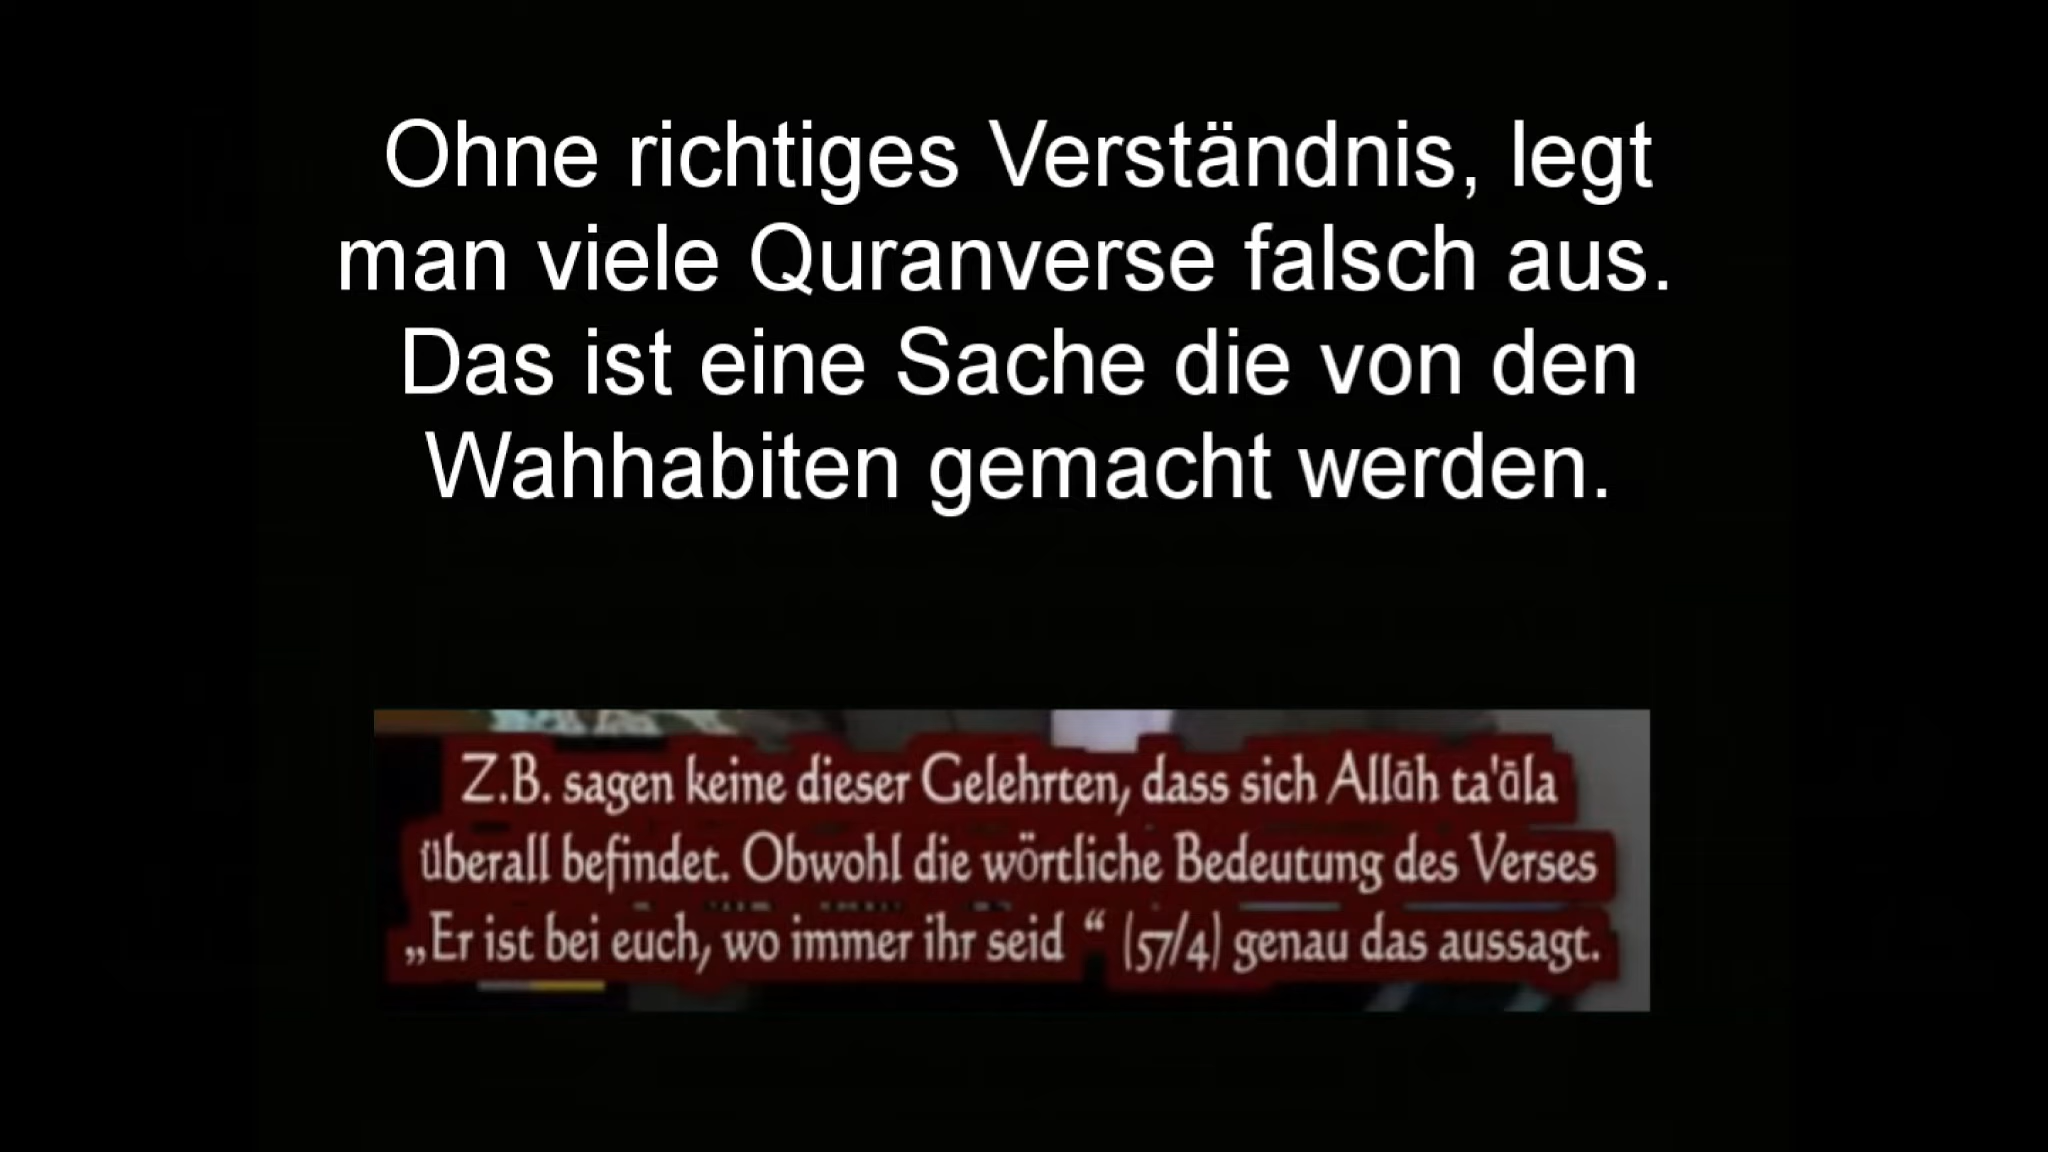 Ohne richtiges Verständnis, legt
man viele Quranverse falsch aus.
Das ist eine Sache die von den
Wahhabiten gemacht werden.
Z.B. sagen keine dieser Gelehrten, dass sich Allāh ta'āla
überall befindet. Obwohl die wörtliche Bedeutung des Verses
„Er ist bei euch, wo immer ihr seid “ (57/4) genau das aussagt.